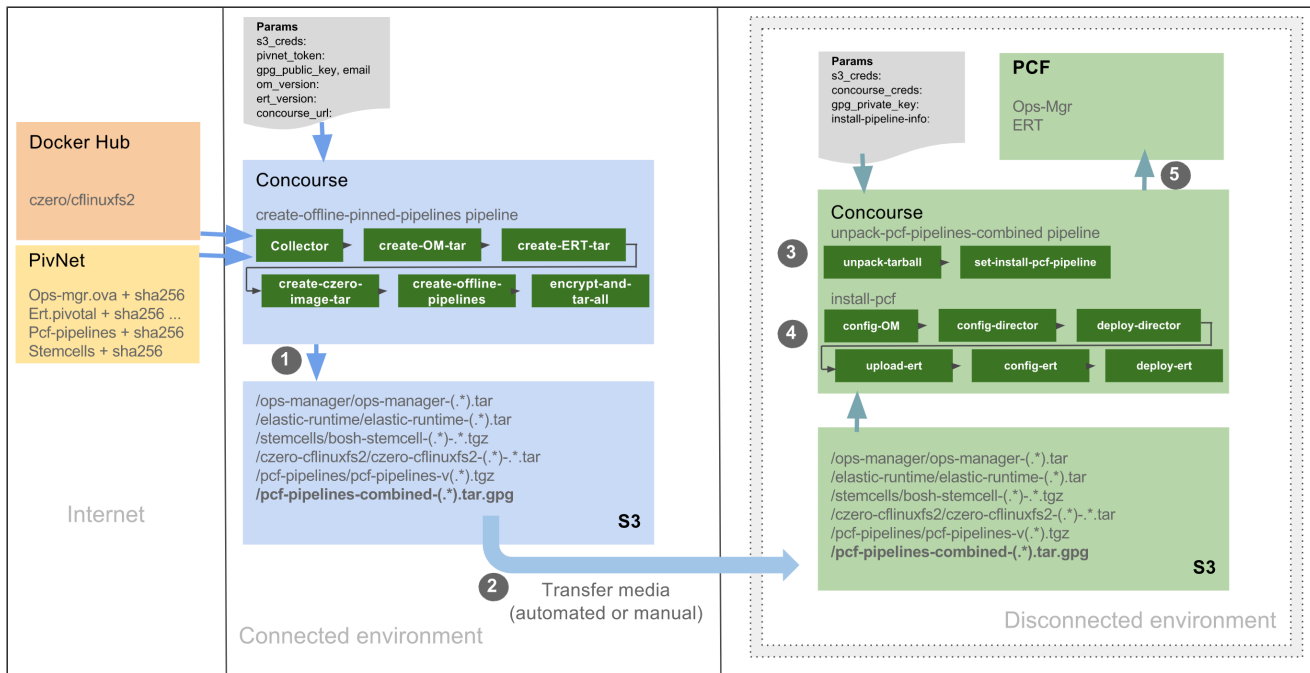 Docker Hub
czero/cflinuxfs2
PivNet
Ops-mgr.ova + sha256
Ert.pivotal + sha256 ...
Pcf-pipelines + sha256
Stemcells + sha256
Internet
Params
s3_creds:
pivnet_token:
gpg_public_key, email
om_version:
ert_version:
concourse_url:
Concourse
create-offline-pinned-pipelines pipeline
Collector
create-OM-tar
create-ERT-tar
create-czero-
image-tar
create-offline-
pipelines
encrypt-and-
tar-all
1
/ops-manager/ops-manager-(.*).tar
/elastic-runtime/elastic-runtime-(.*).tar
/stemcells/bosh-stemcell-(.*)-.*.tgz
/czero-cflinuxfs2/czero-cflinuxfs2-(.*)-.*.tar
/pcf-pipelines/pcf-pipelines-v(.*).tgz
/pcf-pipelines-combined-(.*).tar.gpg
S3
2
Transfer media
(automated or manual)
Connected environment
Params
s3_creds:
concourse_creds:
gpg_private_key:
install-pipeline-info:
PCF
Ops-Mgr
ERT
5
Concourse
unpack-pcf-pipelines-combined pipeline
3
unpack-tarball
set-install-pcf-pipeline
install-pcf
4
config-OM
config-director
deploy-director
upload-ert
config-ert
deploy-ert
/ops-manager/ops-manager-(.*).tar
/elastic-runtime/elastic-runtime-(.*).tar
/stemcells/bosh-stemcell-(.*)-.*.tgz
/czero-cflinuxfs2/czero-cflinuxfs2-(.*)-.*.tar
/pcf-pipelines/pcf-pipelines-v(.*).tgz
/pcf-pipelines-combined-(.*).tar.gpg
S3
Disconnected environment